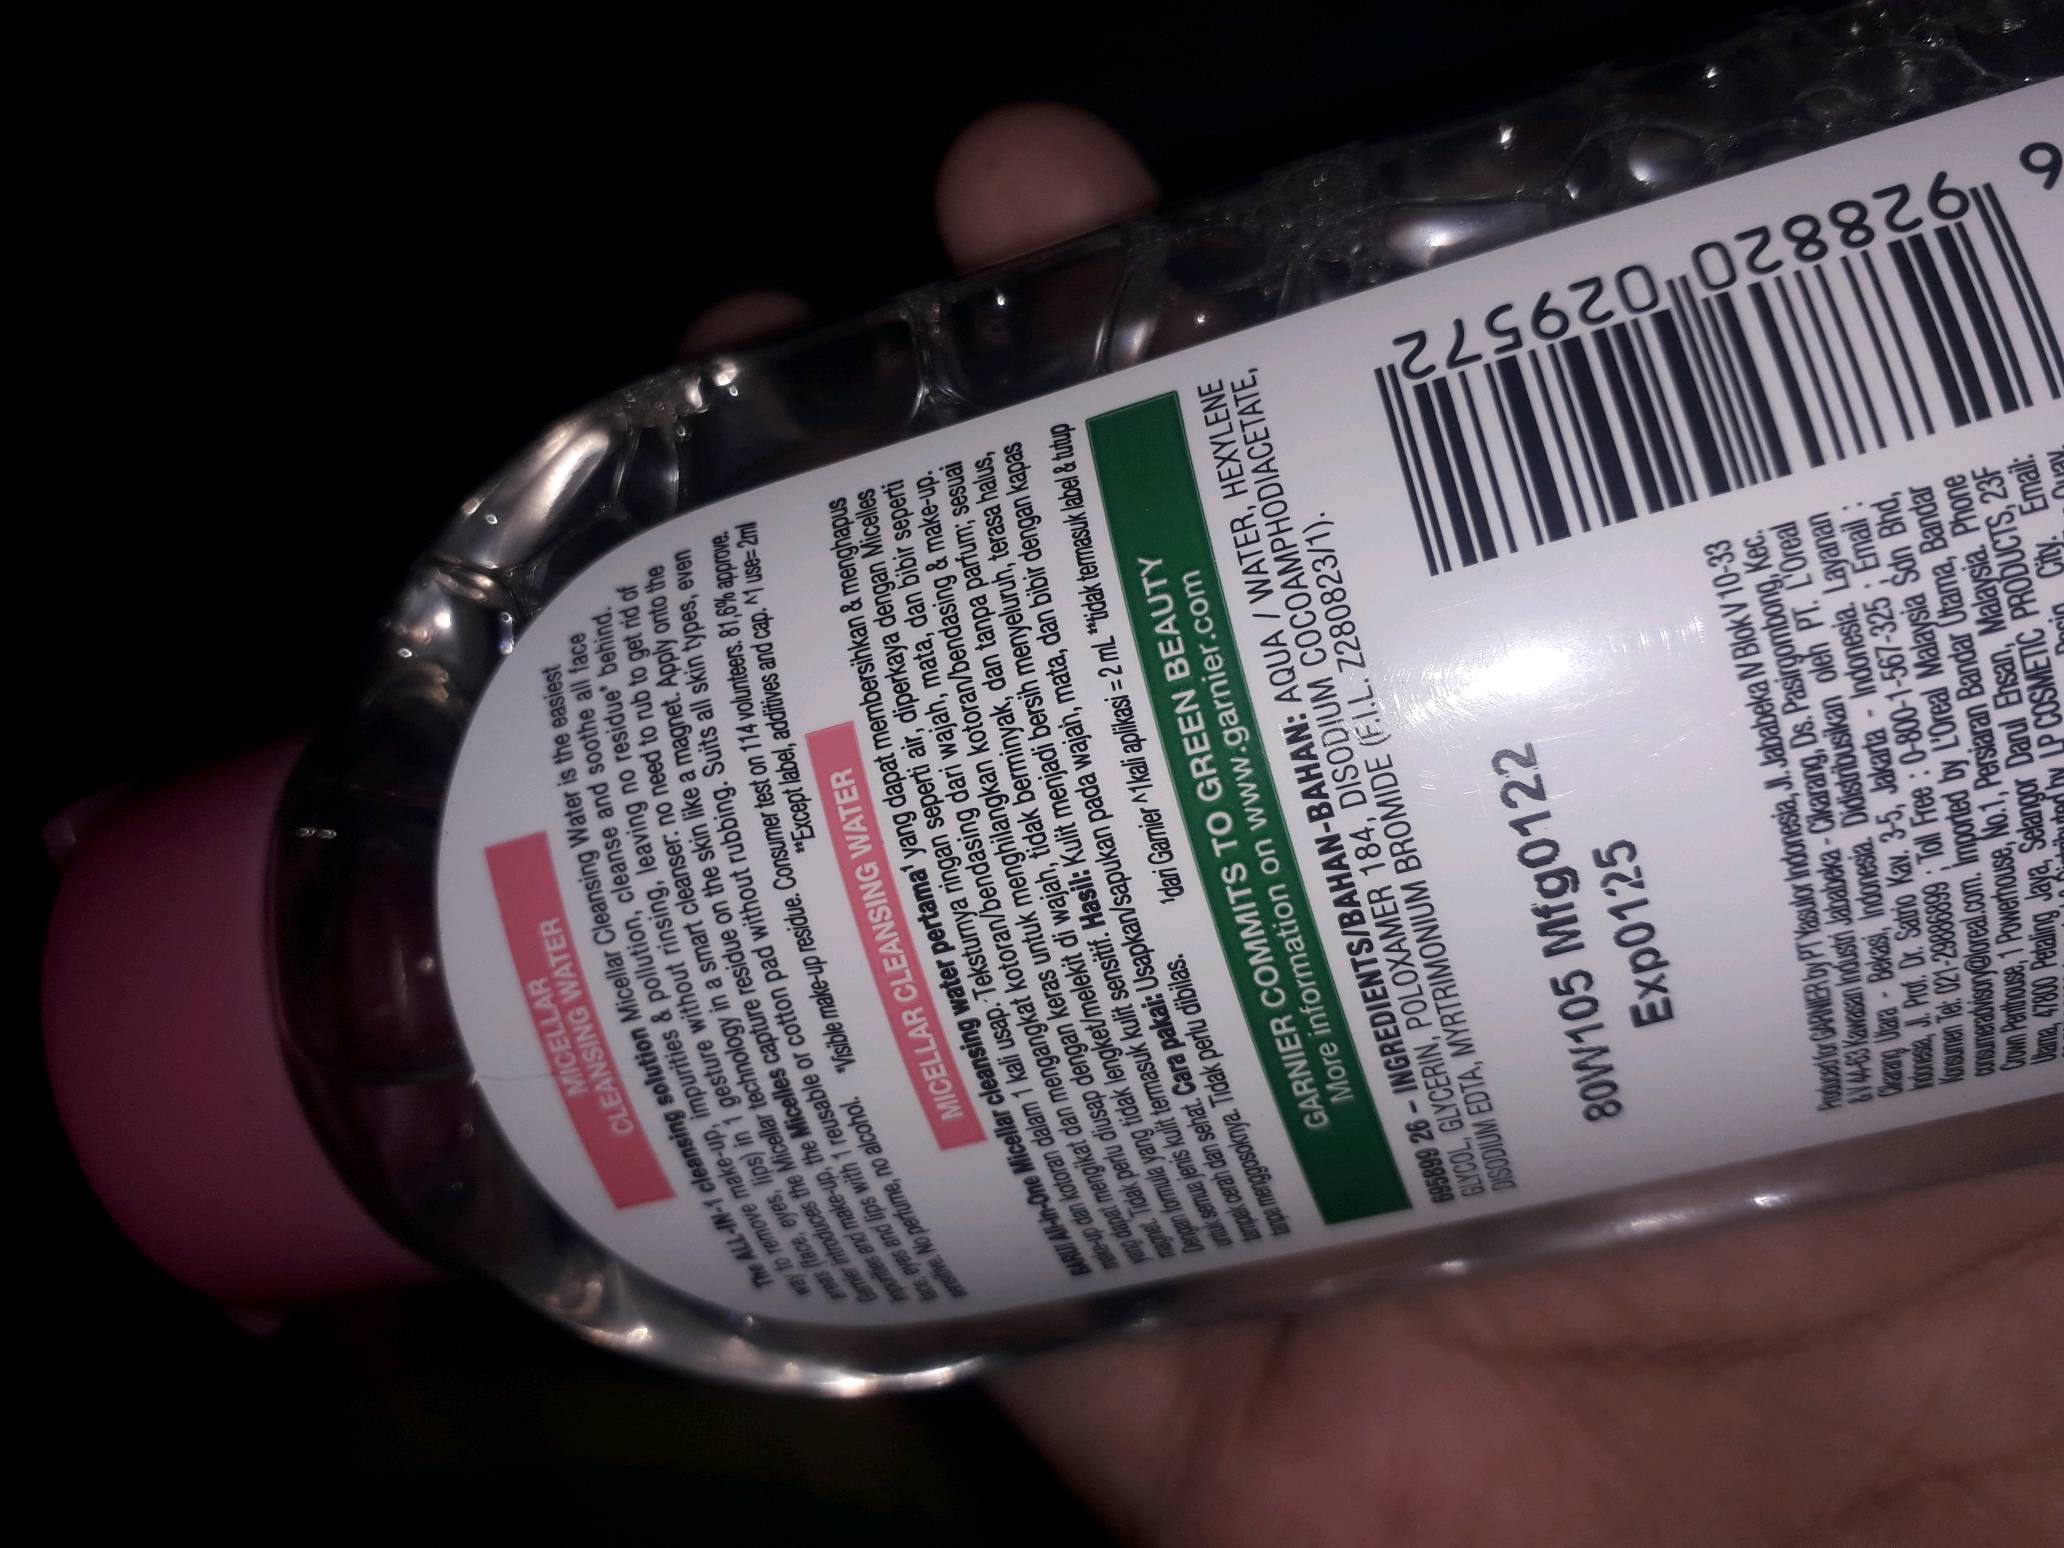 MICELLAR
CLEANSING WATER
The ALL-IN-1 cleansing solution Micellar Cleansing Water is the easiest
way to remove make-up, cleanse and soothe all face
areas (face, eyes, lips) in 1 gesture without rinsing, leaving no residue* behind.
Garnier introduces the Micelles technology in a smart cleanser: no need to rub to get rid of
impurities and make-up, Micellar capture residue on the skin like a magnet. Apply onto the
face, eyes and lips with 1 reusable or cotton pad without rubbing. Suits all skin types, even
sensitive. No perfume, no alcohol. *Visible make-up residue. Consumer test on 114 volunteers. 81,6% approve.
**Except label, additives and cap. ^1 use= 2ml
MICELLAR CLEANSING WATER
BARU All-In-One Micellar cleansing water pertama¹ yang dapat membersihkan & menghapus
make-up dan kotoran dalam 1 kali usap. Teksturnya ringan seperti air, diperkaya dengan Micelles
yang dapat mengikat dan mengangkat kotoran/bendasing dari wajah, mata, dan bibir seperti
magnet. Tidak perlu diusap dengan keras untuk menghilangkan kotoran/bendasing & make-up.
Dengan formula yang tidak lengket/melekit di wajah, tidak berminyak, dan tanpa parfum; sesuai
untuk semua jenis kulit termasuk kulit sensitif. Hasil: Kulit menjadi bersih menyeluruh, terasa halus,
tampak cerah dan sehat. Cara pakai: Usapkan/sapukan pada wajah, mata, dan bibir dengan kapas
tanpa menggosoknya. Tidak perlu dibilas. ¹dari Garnier ^1kali aplikasi = 2 mL **tidak termasuk label & tutup
GARNIER COMMITS TO GREEN BEAUTY
More information on www.garnier.com
695899 26 - INGREDIENTS/BAHAN-BAHAN: AQUA / WATER, HEXYLENE
GLYCOL, GLYCERIN, POLOXAMER 184, DISODIUM COCOAMPHODIACETATE,
DISODIUM EDTA, MYRTRIMONIUM BROMIDE (F.I.L. Z280823/1).
80W105 Mfg0122
Exp0125
6 928820 029572
Produced for GARNIER by PT Yasulor Indonesia, Jl. Jababeka IV Blok V 10-33
6 1 44-63 Kawasan Industri Jababeka - Cikarang, Ds. Pasirgombong, Kec.
Cikarang Utara - Bekasi, Indonesia. Didistribusikan oleh PT. L'Oreal
Indonesia, Jl. Prof. Dr. Satrio Kav. 3-5, Jakarta - Indonesia. Layanan
Konsumen Tel. 021-29886899 ; Toll Free : 0-800-1-567-325 ; Email :
consumeradvisory@loreal.com. Imported by L'Oreal Malaysia Sdn Bhd,
Crown Penthouse, 1 Powerhouse, No.1, Persiaran Bandar Utama, Bandar
Utama, 47800 Petaling Jaya, Selangor Darul Ehsan, Malaysia. Phone
Distributed by LP COSMETIC PRODUCTS, 23F
City. Email: